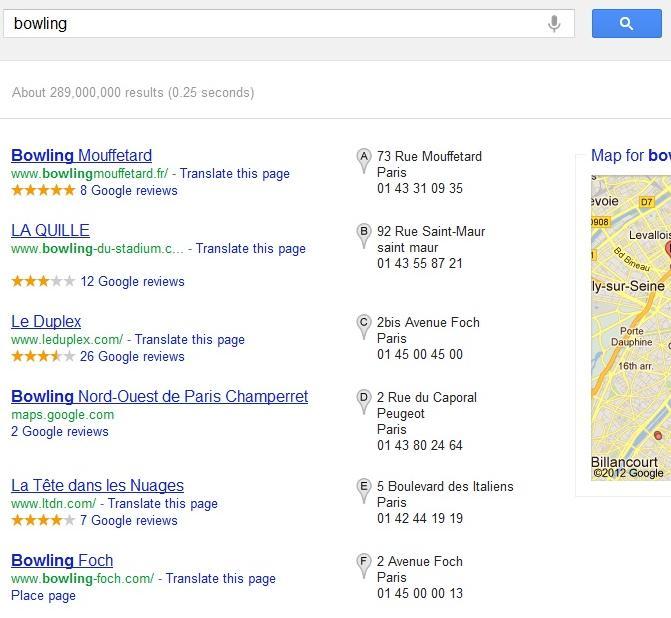 bowling
About 289,000,000 results (0.25 seconds)
Bowling Mouffetard
www.bowlingmouffetard.fr/ - Translate this page
8 Google reviews
A 73 Rue Mouffetard
Paris
01 43 31 09 35
LA QUILLE
www.bowling-du-stadium.c... - Translate this page
12 Google reviews
B 92 Rue Saint-Maur
saint maur
01 43 55 87 21
Le Duplex
www.leduplex.com/ - Translate this page
26 Google reviews
C 2bis Avenue Foch
Paris
01 45 00 45 00
Bowling Nord-Ouest de Paris Champerret
maps.google.com
2 Google reviews
D 2 Rue du Caporal
Peugeot
Paris
01 43 80 24 64
La Tête dans les Nuages
www.ltdn.com/ - Translate this page
7 Google reviews
E 5 Boulevard des Italiens
Paris
01 42 44 19 19
Bowling Foch
www.bowling-foch.com/ - Translate this page
Place page
F 2 Avenue Foch
Paris
01 45 00 00 13
Map for bow
evoie
D7
D908
Levallois
Bd Bineau
lly-sur-Seine
Porte
Dauphine
16th arr.
Billancourt
©2012 Google